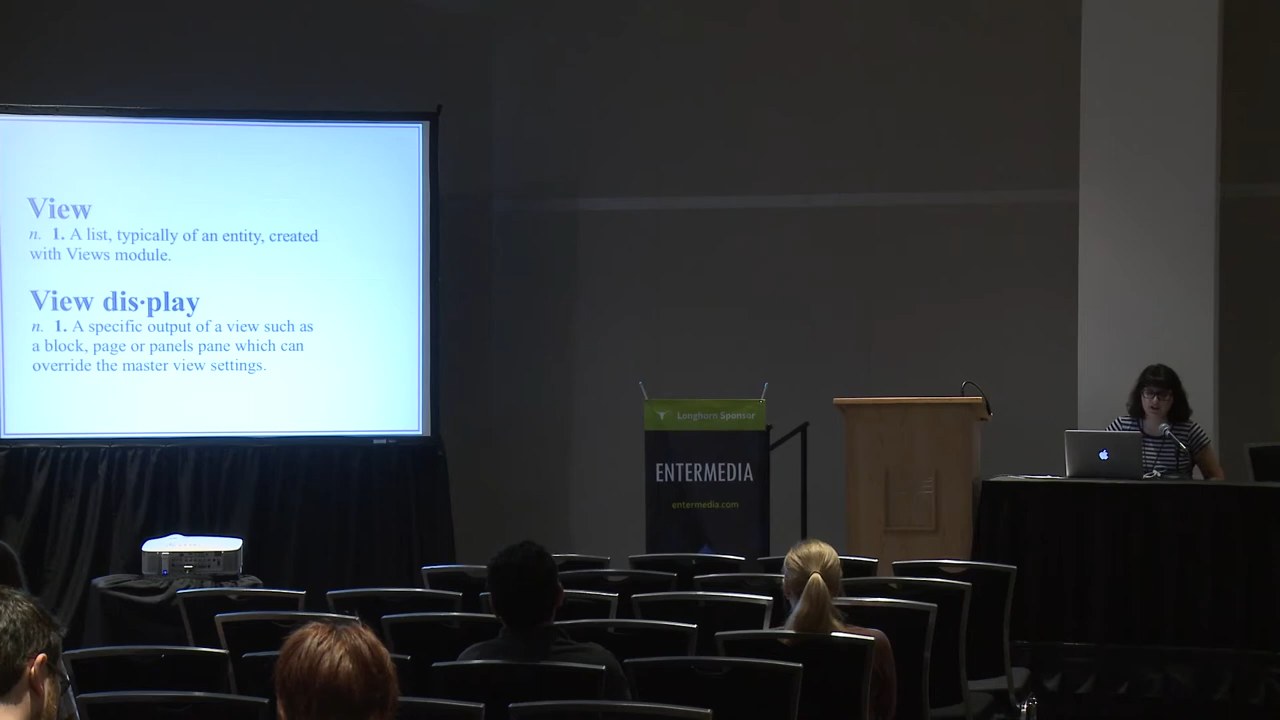 View
n. 1. A list, typically of an entity, created
with Views module.
View dis·play
n. 1. A specific output of a view such as
a block, page or panels pane which can
override the master view settings.
Longhorn Sponsor
ENTERMEDIA
entermedia.com